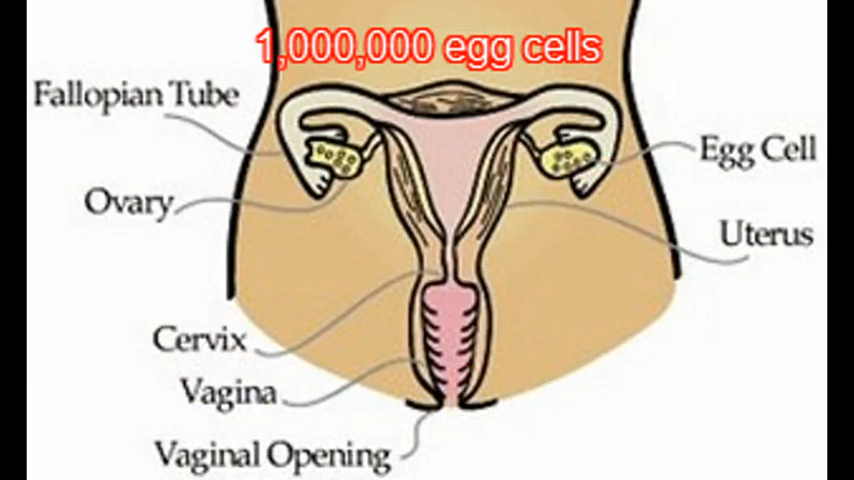 1,000,000 egg cells
Fallopian Tube
Egg Cell
Ovary
Uterus
Cervix
Vagina
Vaginal Opening